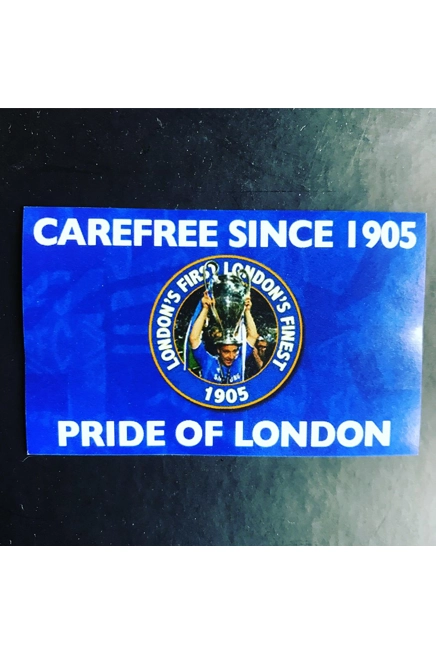 CAREFREE SINCE 1905
LONDON'S FIRST LONDON'S FINEST
1905
PRIDE OF LONDON